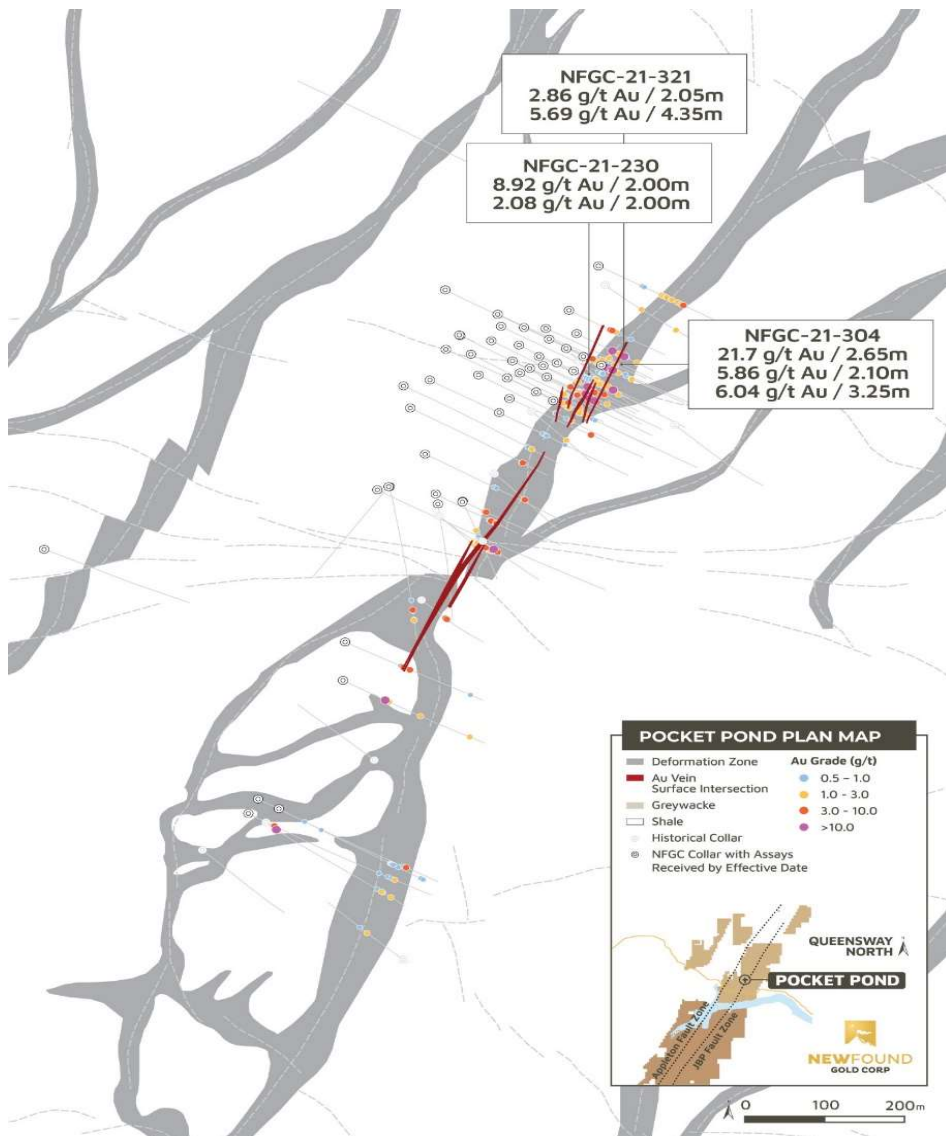 NFGC-21-321
2.86 g/t Au / 2.05m
5.69 g/t Au / 4.35m
NFGC-21-230
8.92 g/t Au / 2.00m
2.08 g/t Au / 2.00m
NFGC-21-304
21.7 g/t Au / 2.65m
5.86 g/t Au / 2.10m
6.04 g/t Au / 3.25m
POCKET POND PLAN MAP
Deformation Zone
Au Vein
Surface Intersection
Greywacke
Shale
Historical Collar
NFGC Collar with Assays
Received by Effective Date
Au Grade (g/t)
0.5 – 1.0
1.0 - 3.0
3.0 - 10.0
>10.0
QUEENSWAY
NORTH
POCKET POND
Appleton Fault Zone
JBP Fault Zone
NEWFOUND
GOLD CORP
0 100 200m